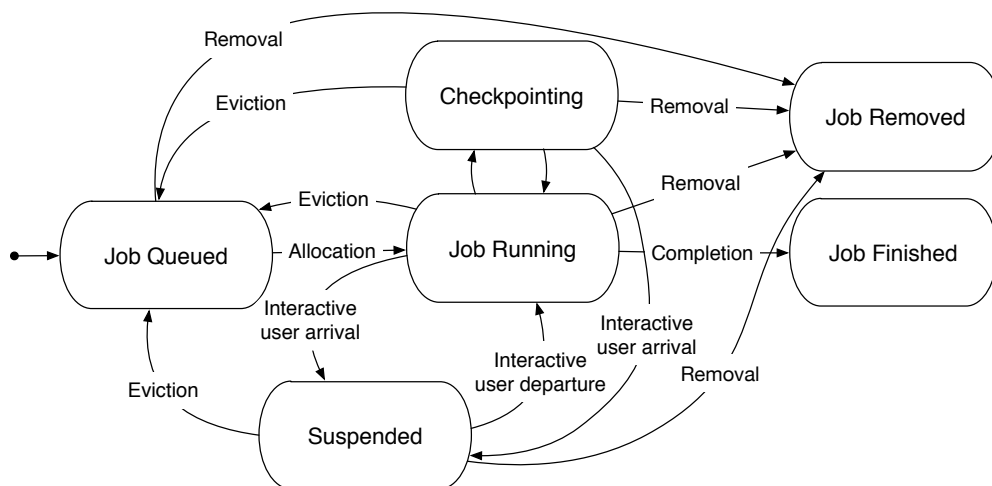 Removal
Checkpointing
Eviction
Removal
Job Removed
Removal
Eviction
Job Queued
Allocation
Job Running
Completion
Job Finished
Interactive
user arrival
Interactive
user arrival
Interactive
user departure
Removal
Eviction
Suspended